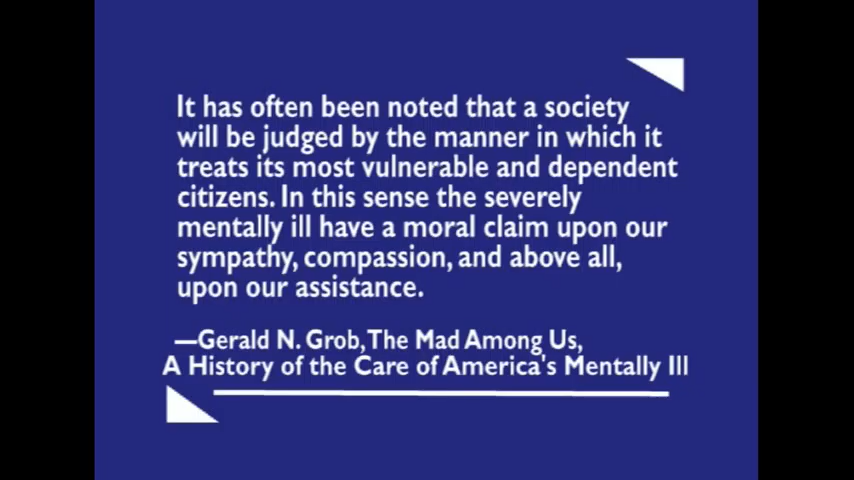 It has often been noted that a society
will be judged by the manner in which it
treats its most vulnerable and dependent
citizens. In this sense the severely
mentally ill have a moral claim upon our
sympathy, compassion, and above all,
upon our assistance.
—Gerald N. Grob, The Mad Among Us,
A History of the Care of America's Mentally Ill